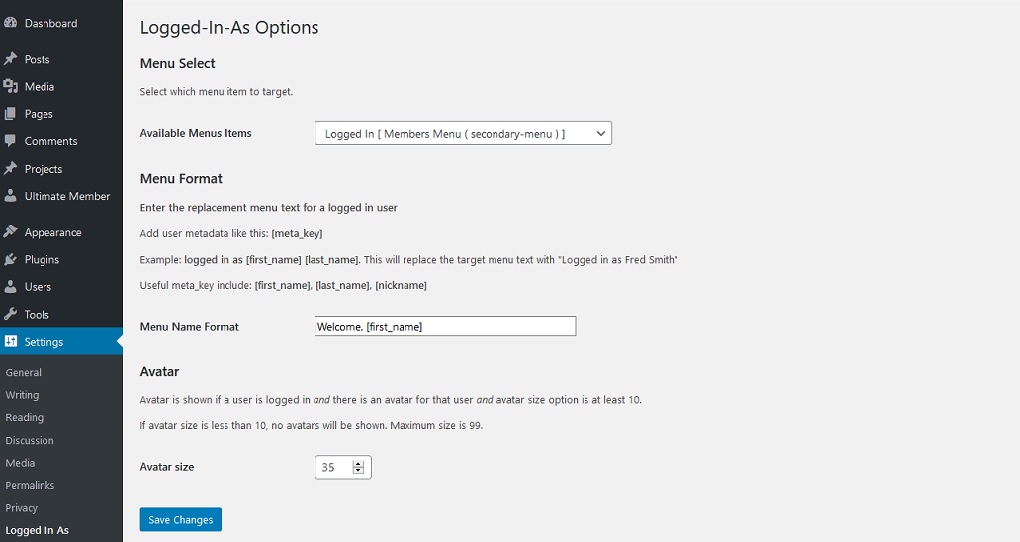 Dashboard
Posts
Media
Pages
Comments
Projects
Ultimate Member
Appearance
Plugins
Users
Tools
Settings
General
Writing
Reading
Discussion
Media
Permalinks
Privacy
Logged In As
Logged-In-As Options
Menu Select
Select which menu item to target.
Available Menus Items
Logged In [ Members Menu ( secondary-menu ) ]
Menu Format
Enter the replacement menu text for a logged in user
Add user metadata like this: [meta_key]
Example: logged in as [first_name] [last_name]. This will replace the target menu text with "Logged in as Fred Smith"
Useful meta_key include: [first_name], [last_name], [nickname]
Menu Name Format
Welcome, [first_name]
Avatar
Avatar is shown if a user is logged in and there is an avatar for that user and avatar size option is at least 10.
If avatar size is less than 10, no avatars will be shown. Maximum size is 99.
Avatar size
35
Save Changes